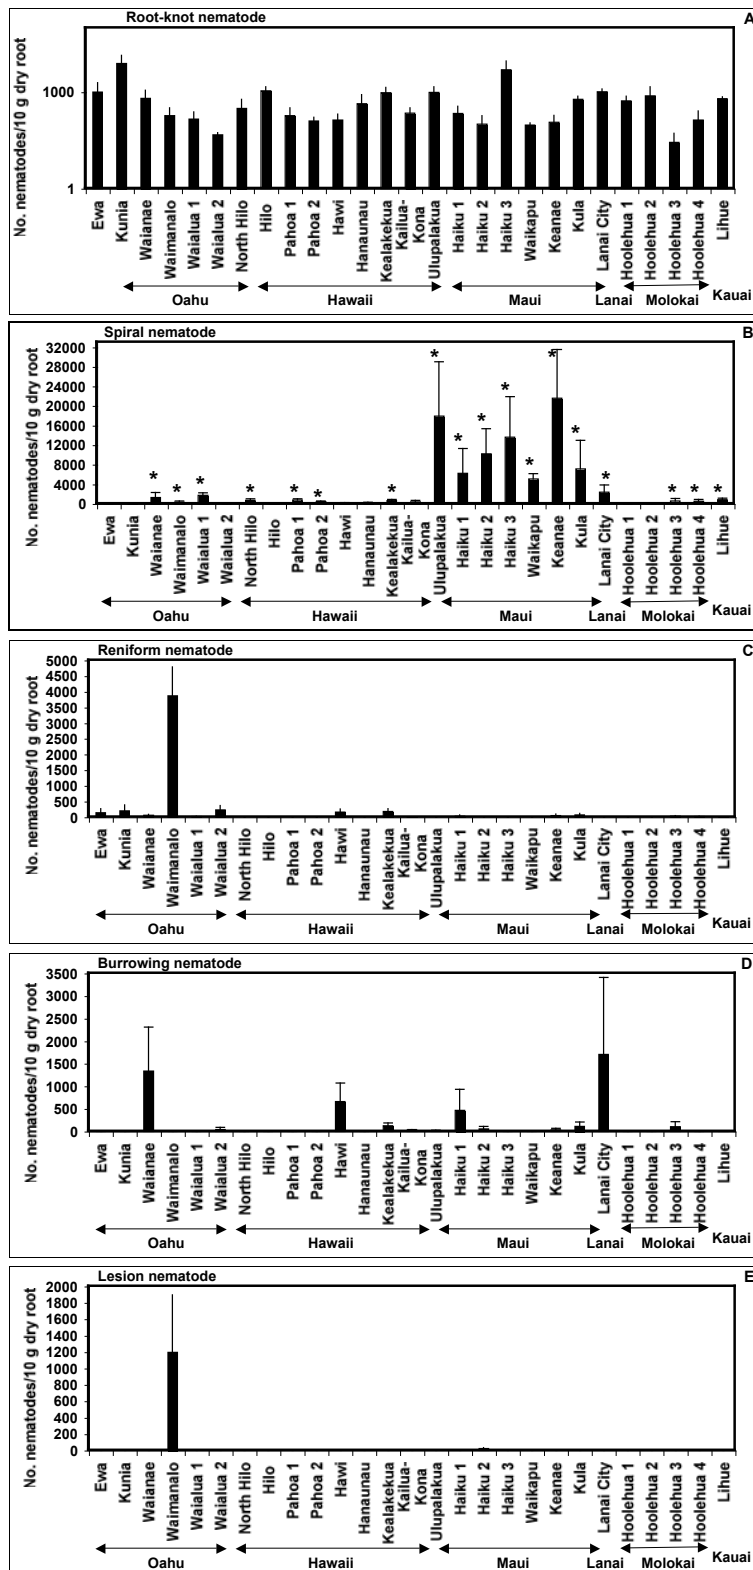 Root-knot nematode
A
No. nematodes/10 g dry root
1000
1
Ewa
Kunia
Waianae
Waimanalo
Waialua 1
Waialua 2
North Hilo
Hilo
Pahoa 1
Pahoa 2
Hawi
Hanaunau
Kealakekua
Kailua-
Kona
Ulupalakua
Haiku 1
Haiku 2
Haiku 3
Waikapu
Keanae
Kula
Lanai City
Hoolehua 1
Hoolehua 2
Hoolehua 3
Hoolehua 4
Lihue
Oahu
Hawaii
Maui
Lanai
Molokai
Kauai
Spiral nematode
B
No. nematodes/10 g dry root
32000
28000
24000
20000
16000
12000
8000
4000
0
* * * * * * * * * * * * * * * * * *
Ewa
Kunia
Waianae
Waimanalo
Waialua 1
Waialua 2
North Hilo
Hilo
Pahoa 1
Pahoa 2
Hawi
Hanaunau
Kealakekua
Kailua-
Kona
Ulupalakua
Haiku 1
Haiku 2
Haiku 3
Waikapu
Keanae
Kula
Lanai City
Hoolehua 1
Hoolehua 2
Hoolehua 3
Hoolehua 4
Lihue
Oahu
Hawaii
Maui
Lanai
Molokai
Kauai
Reniform nematode
C
No. nematodes/10 g dry root
5000
4500
4000
3500
3000
2500
2000
1500
1000
500
0
Ewa
Kunia
Waianae
Waimanalo
Waialua 1
Waialua 2
North Hilo
Hilo
Pahoa 1
Pahoa 2
Hawi
Hanaunau
Kealakekua
Kailua-
Kona
Ulupalakua
Haiku 1
Haiku 2
Haiku 3
Waikapu
Keanae
Kula
Lanai City
Hoolehua 1
Hoolehua 2
Hoolehua 3
Hoolehua 4
Lihue
Oahu
Hawaii
Maui
Lanai
Molokai
Kauai
Burrowing nematode
D
No. nematodes/10 g dry root
3500
3000
2500
2000
1500
1000
500
0
Ewa
Kunia
Waianae
Waimanalo
Waialua 1
Waialua 2
North Hilo
Hilo
Pahoa 1
Pahoa 2
Hawi
Hanaunau
Kealakekua
Kailua-
Kona
Ulupalakua
Haiku 1
Haiku 2
Haiku 3
Waikapu
Keanae
Kula
Lanai City
Hoolehua 1
Hoolehua 2
Hoolehua 3
Hoolehua 4
Lihue
Oahu
Hawaii
Maui
Lanai
Molokai
Kauai
Lesion nematode
E
No. nematodes/10 g dry root
2000
1800
1600
1400
1200
1000
800
600
400
200
0
Ewa
Kunia
Waianae
Waimanalo
Waialua 1
Waialua 2
North Hilo
Hilo
Pahoa 1
Pahoa 2
Hawi
Hanaunau
Kealakekua
Kailua-
Kona
Ulupalakua
Haiku 1
Haiku 2
Haiku 3
Waikapu
Keanae
Kula
Lanai City
Hoolehua 1
Hoolehua 2
Hoolehua 3
Hoolehua 4
Lihue
Oahu
Hawaii
Maui
Lanai
Molokai
Kauai